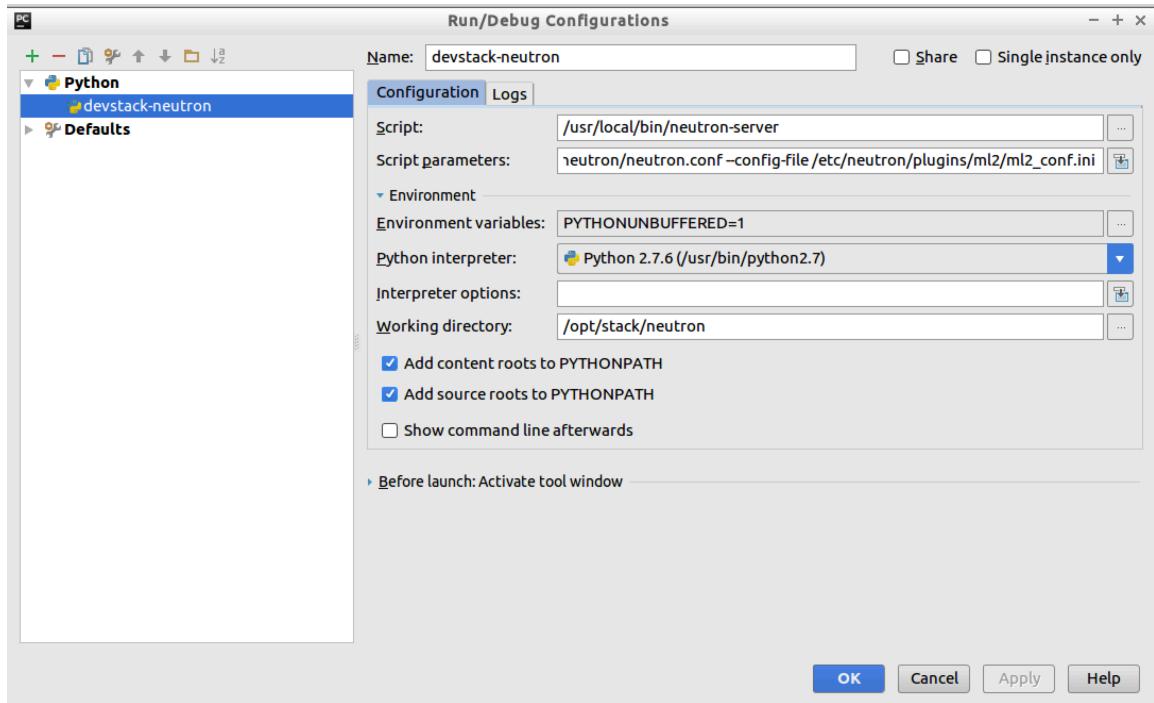 PC Run/Debug Configurations
Name: devstack-neutron Share Single instance only
Python
devstack-neutron
Defaults
Configuration Logs
Script: /usr/local/bin/neutron-server ...
Script parameters: neutron/neutron.conf --config-file /etc/neutron/plugins/ml2/ml2_conf.ini
Environment
Environment variables: PYTHONUNBUFFERED=1 ...
Python interpreter: Python 2.7.6 (/usr/bin/python2.7)
Interpreter options:
Working directory: /opt/stack/neutron ...
Add content roots to PYTHONPATH
Add source roots to PYTHONPATH
Show command line afterwards
Before launch: Activate tool window
OK Cancel Apply Help